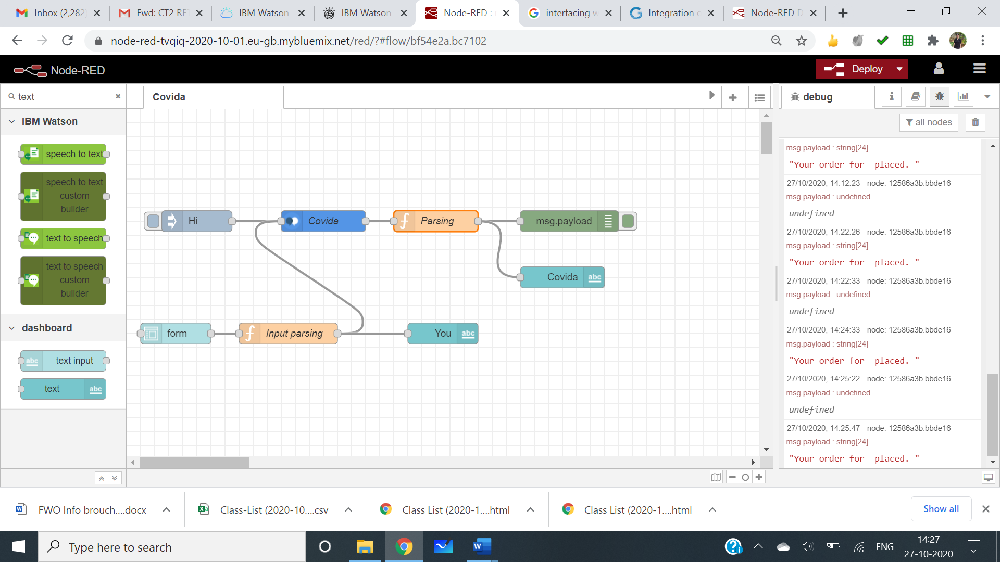 Inbox (2,282
Fwd: CT2 RE
IBM Watson
IBM Watson
Node-RED :
interfacing w
Integration c
Node-RED D
node-red-tvqiq-2020-10-01.eu-gb.mybluemix.net/red/?#flow/bf54e2a.bc7102
Node-RED
Deploy
text
Covida
debug
IBM Watson
all nodes
speech to text
speech to text
custom
builder
text to speech
text to speech
custom
builder
dashboard
text input
abc
text
abc
Hi
Covida
Parsing
msg.payload
Covida
abc
form
Input parsing
You
abc
msg.payload : string[24]
"Your order for  placed. "
27/10/2020, 14:12:23 node: 12586a3b.bbde16
msg.payload : undefined
undefined
27/10/2020, 14:22:26 node: 12586a3b.bbde16
msg.payload : string[24]
"Your order for  placed. "
27/10/2020, 14:22:33 node: 12586a3b.bbde16
msg.payload : undefined
undefined
27/10/2020, 14:24:33 node: 12586a3b.bbde16
msg.payload : string[24]
"Your order for  placed. "
27/10/2020, 14:25:22 node: 12586a3b.bbde16
msg.payload : undefined
undefined
27/10/2020, 14:25:47 node: 12586a3b.bbde16
msg.payload : string[24]
"Your order for  placed. "
FWO Info brouch....docx
Class-List (2020-10....csv
Class List (2020-1....html
Class List (2020-1....html
Show all
Type here to search
ENG
14:27
27-10-2020